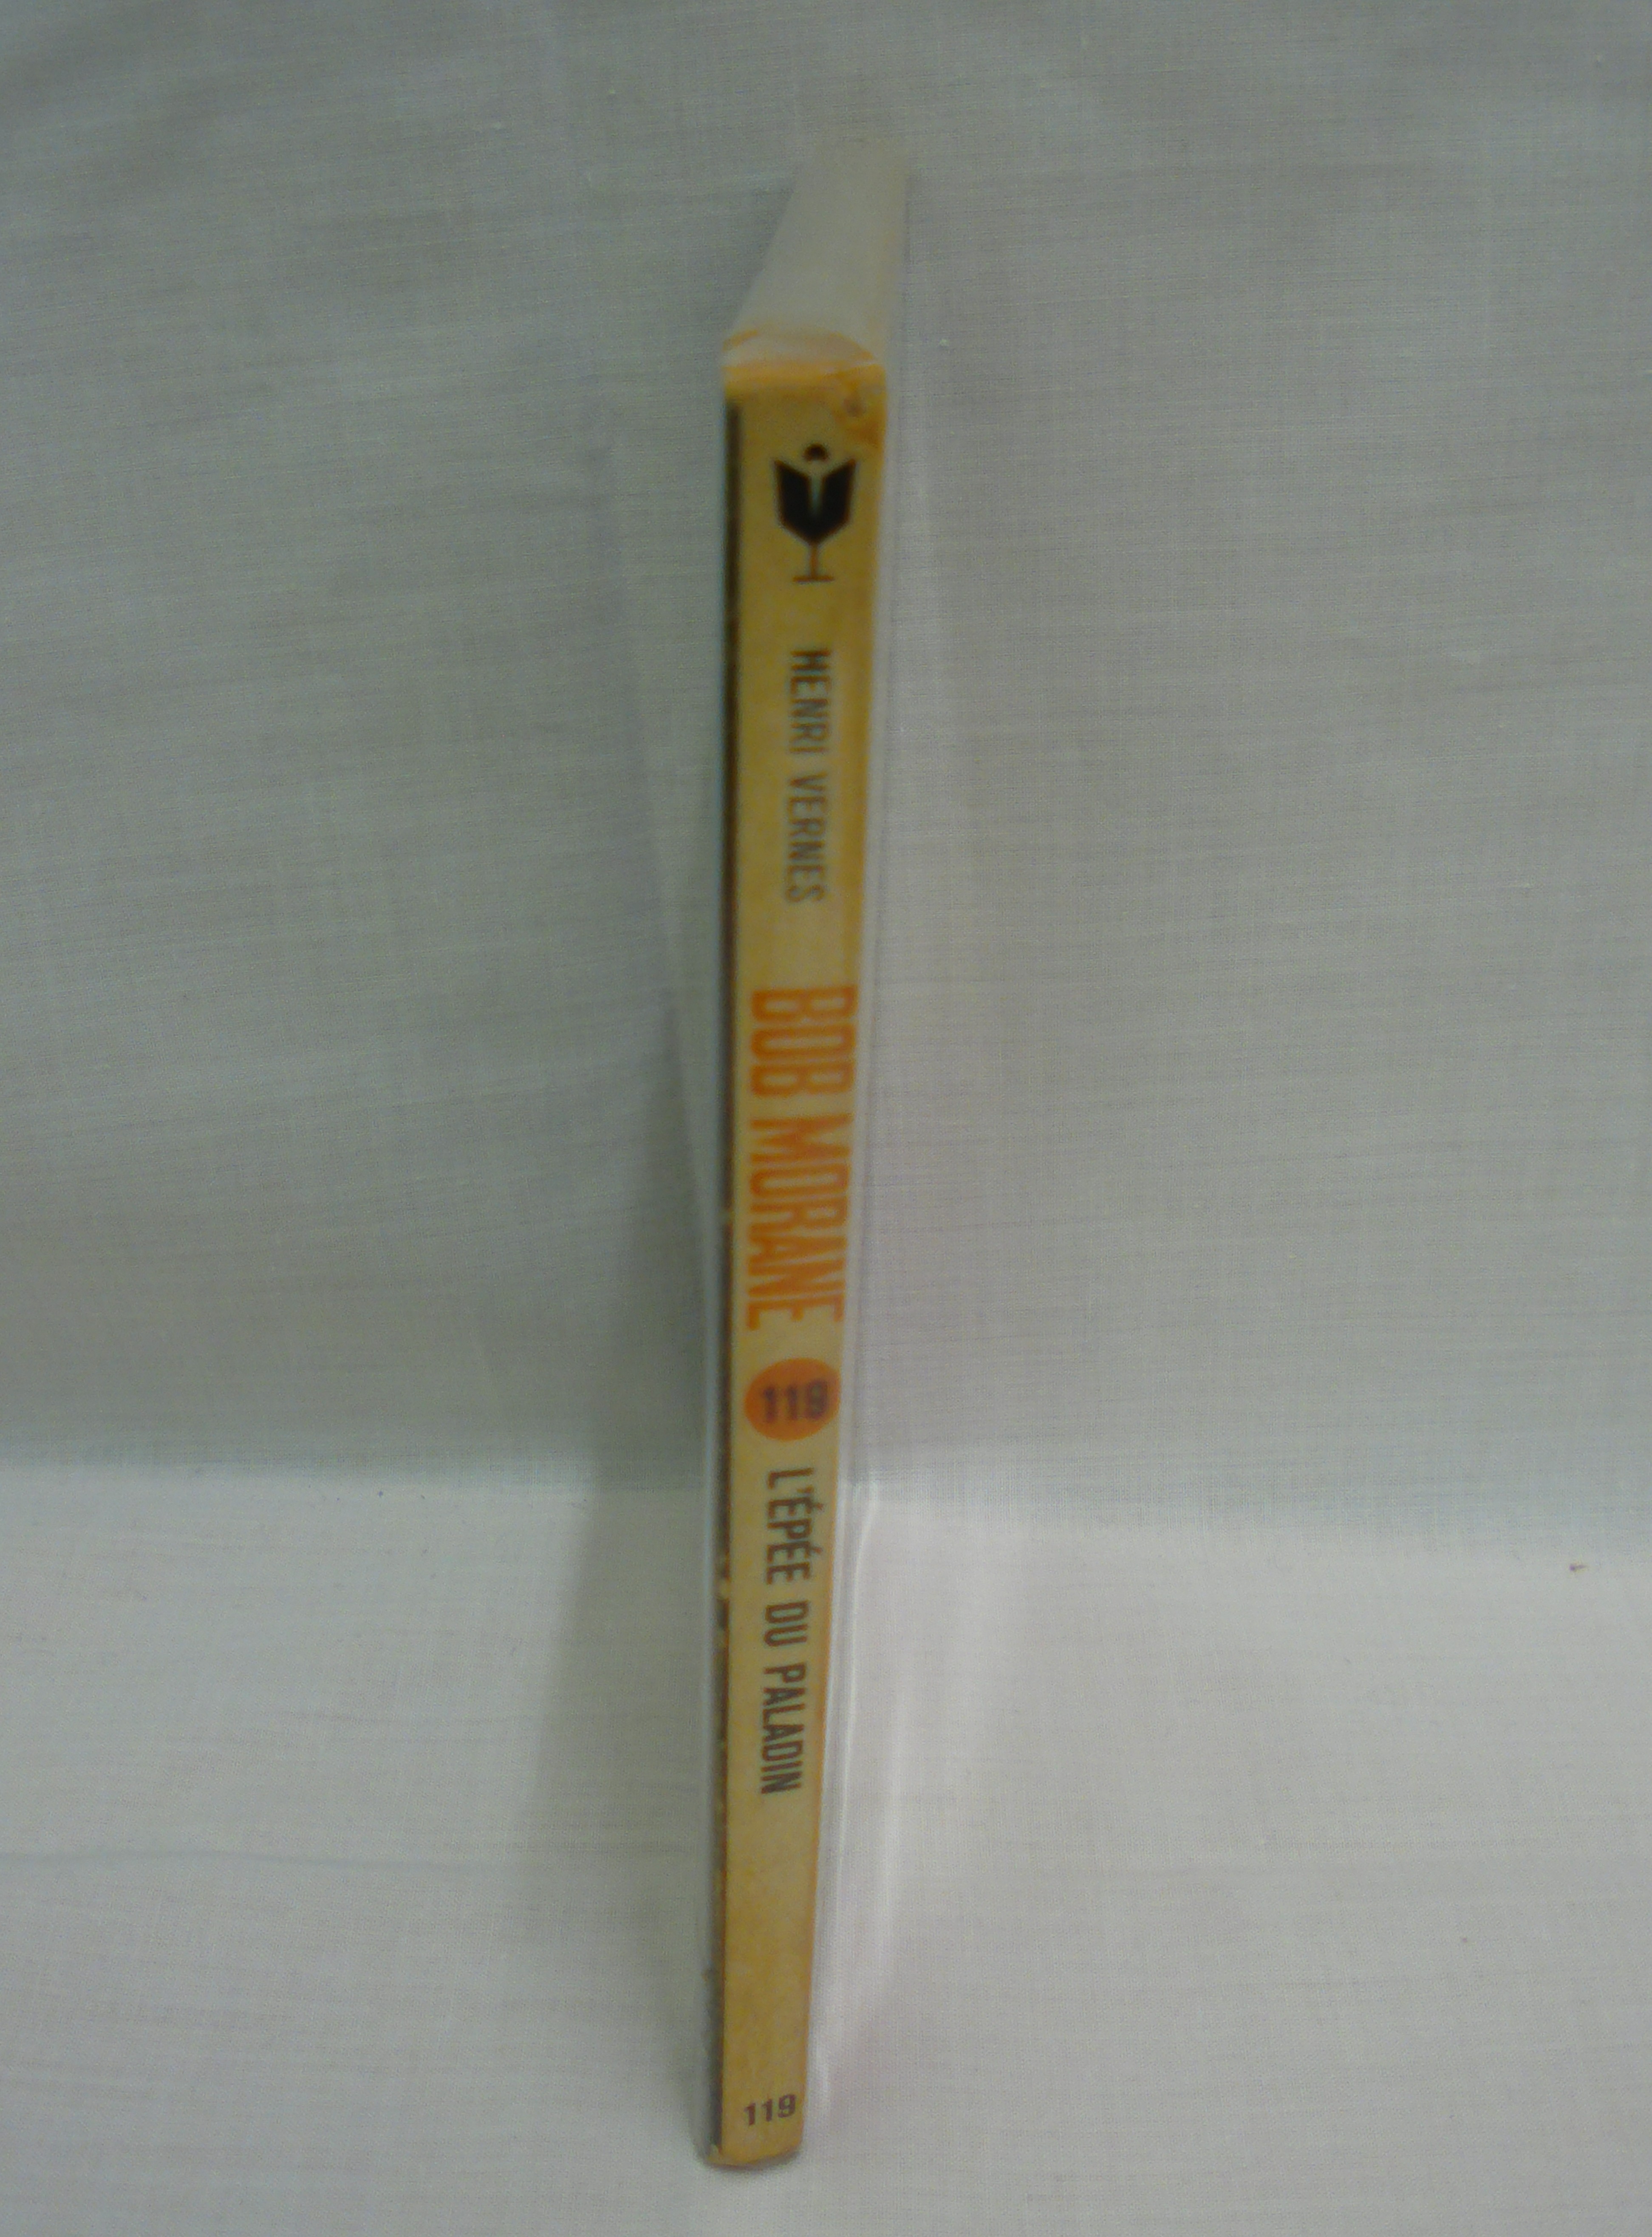 HENRI VERNES
BOB MORANE
119
L'ÉPÉE DU PALADIN
119